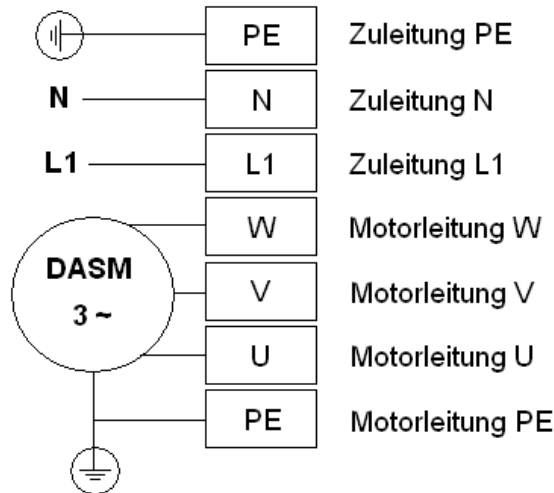 PE Zuleitung PE
N N Zuleitung N
L1 L1 Zuleitung L1
W Motorleitung W
DASM
3 ~
V Motorleitung V
U Motorleitung U
PE Motorleitung PE